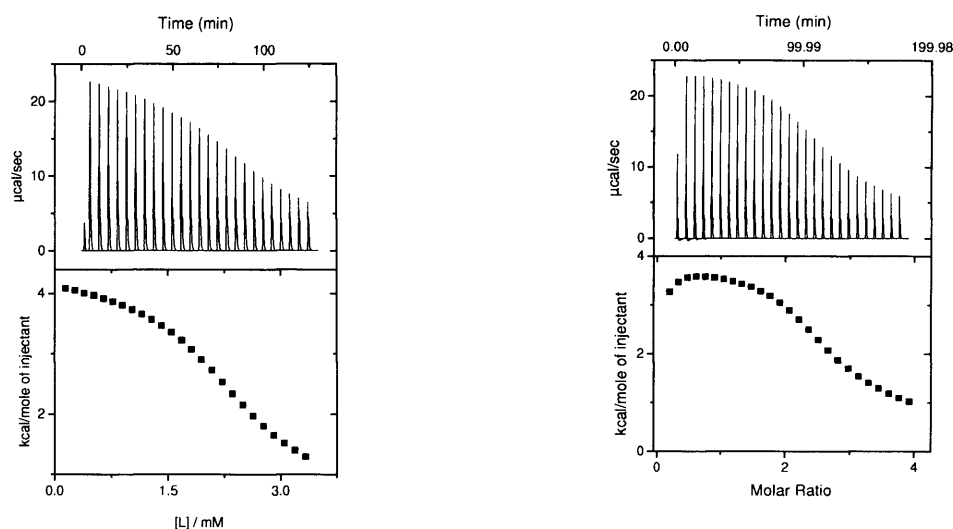 Time (min)
0 50 100
20
10
0
µcal/sec
4
2
kcal/mole of injectant
0.0 1.5 3.0
[L] / mM
Time (min)
0.00 99.99 199.98
20
10
0
µcal/sec
4
2
0
kcal/mole of injectant
0 2 4
Molar Ratio